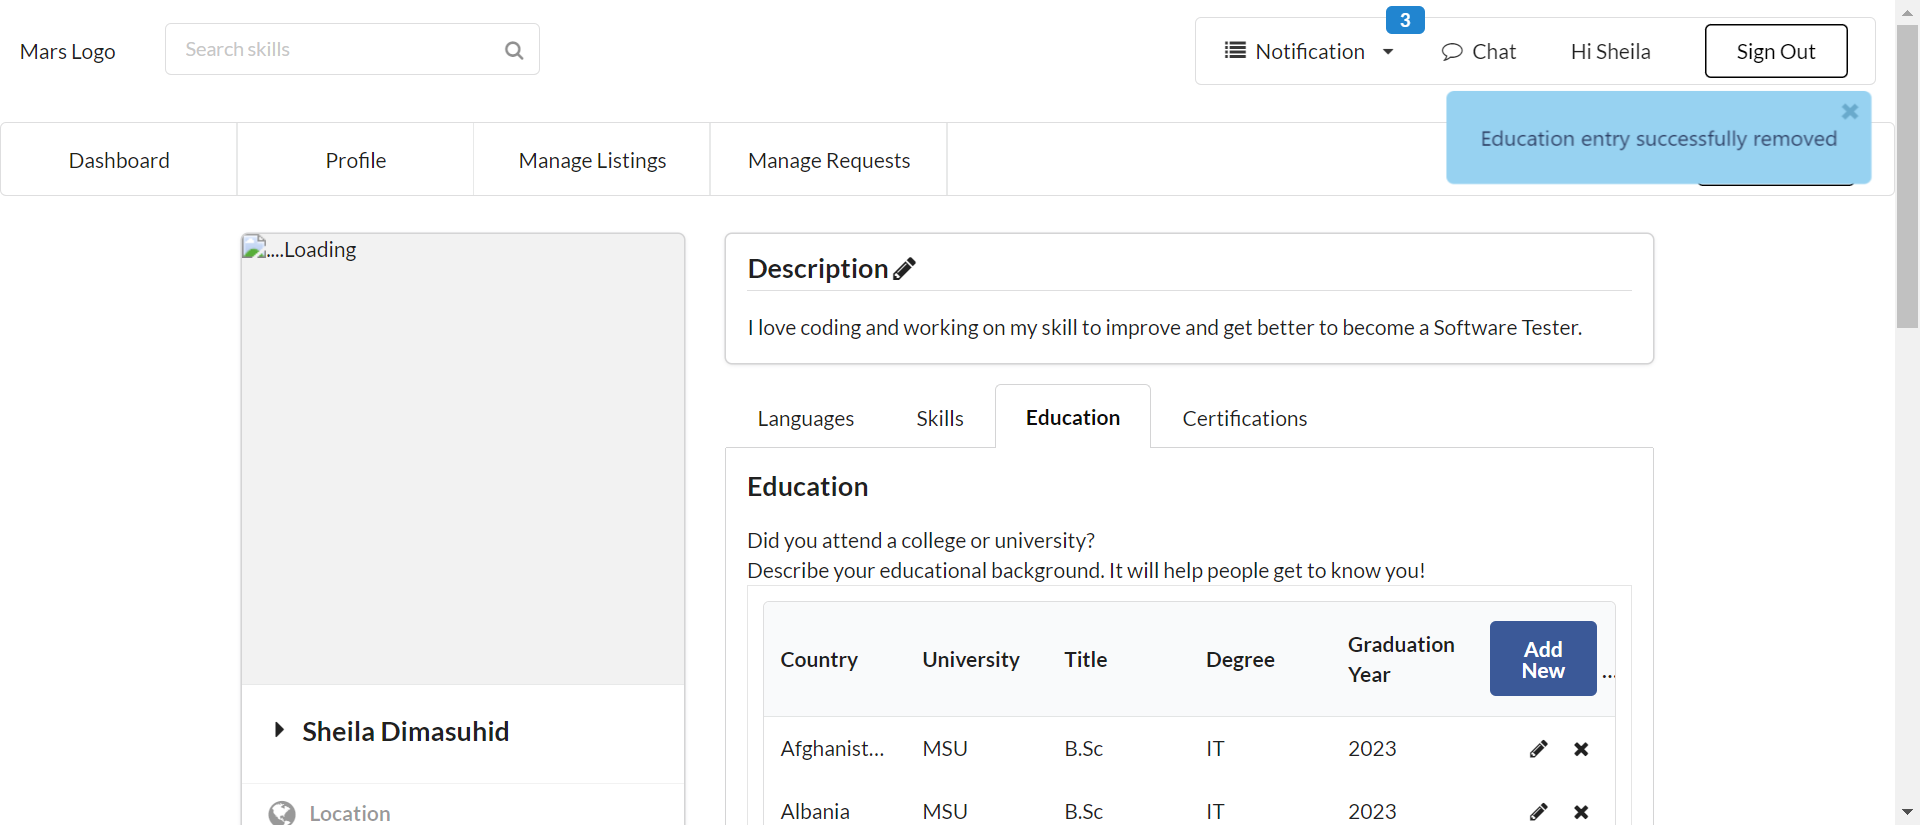 Mars Logo
Search skills
Notification
3
Chat
Hi Sheila
Sign Out
Education entry successfully removed
Dashboard
Profile
Manage Listings
Manage Requests
....Loading
Description
I love coding and working on my skill to improve and get better to become a Software Tester.
Languages
Skills
Education
Certifications
Education
Did you attend a college or university?
Describe your educational background. It will help people get to know you!
Country
University
Title
Degree
Graduation
Year
Add
New
...
Afghanist...
MSU
B.Sc
IT
2023
Albania
MSU
B.Sc
IT
2023
Sheila Dimasuhid
Location